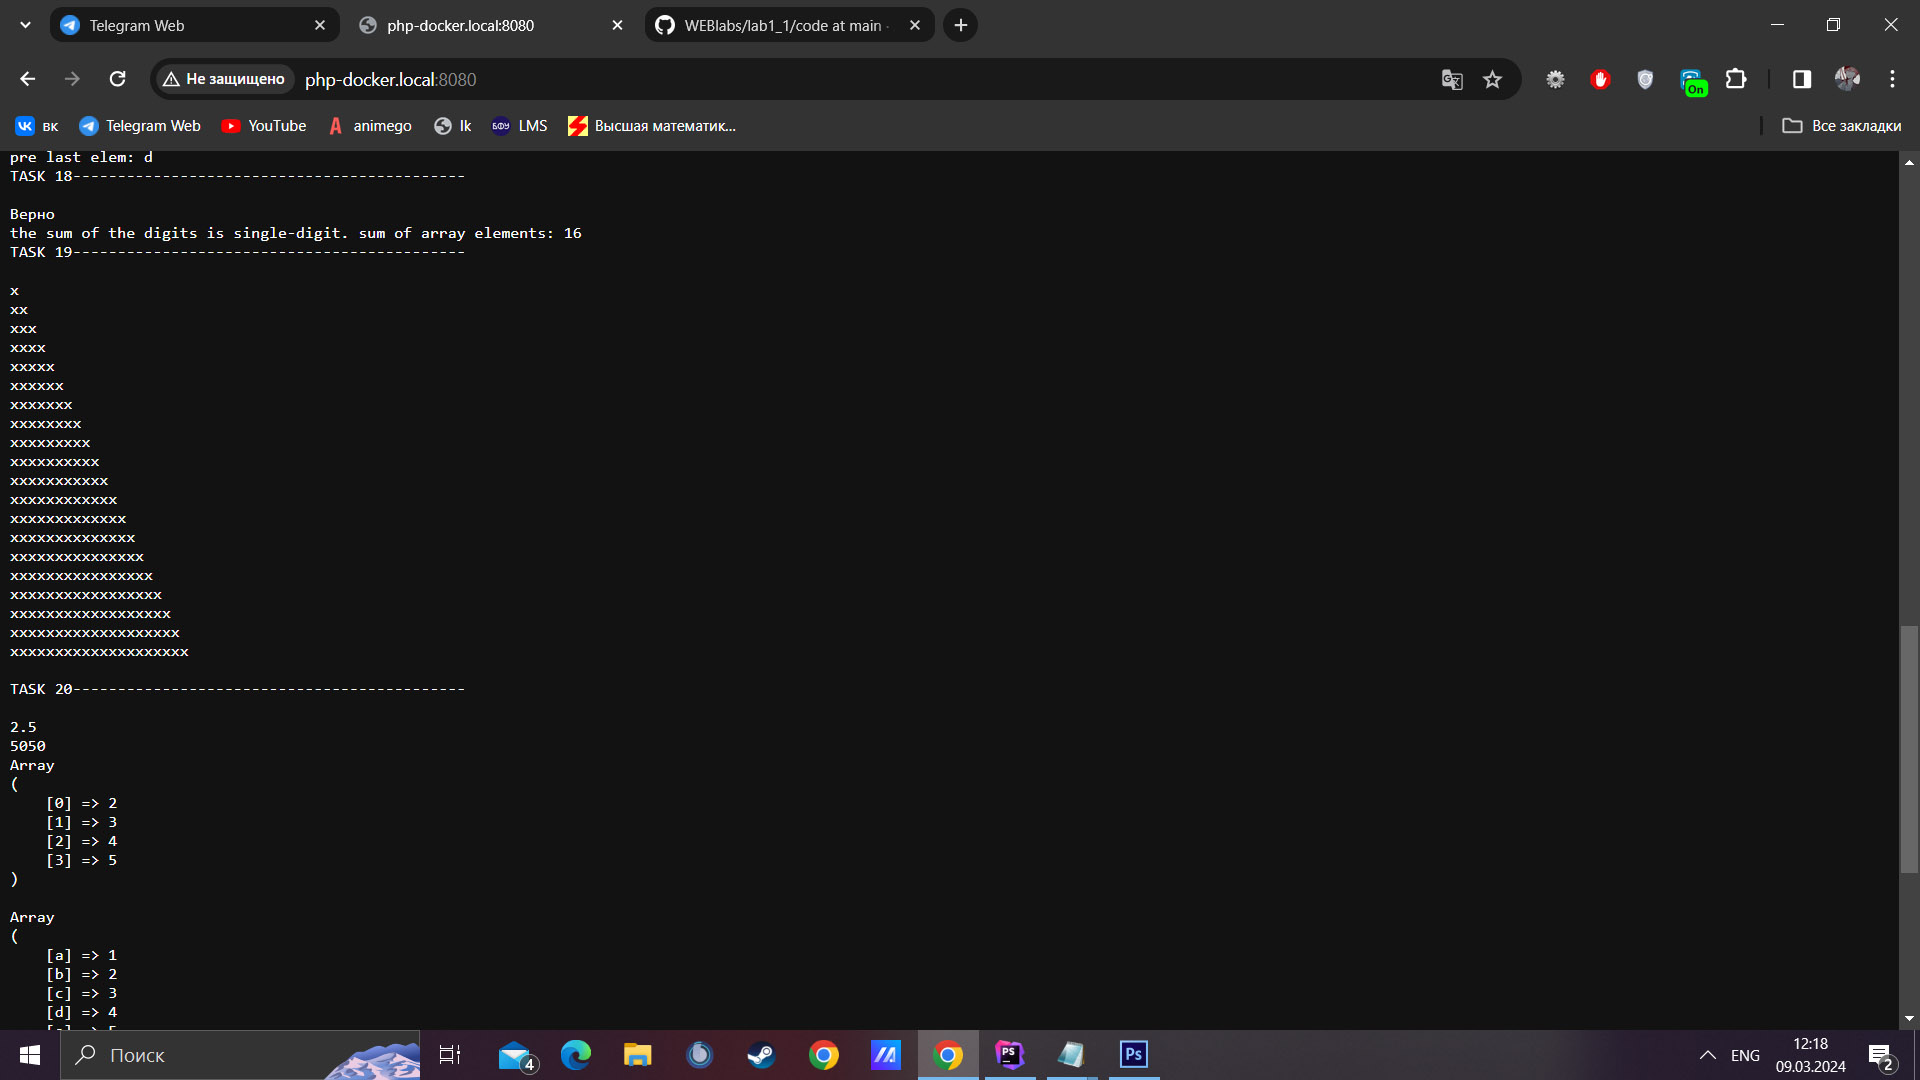 Telegram Web
php-docker.local:8080
WEBlabs/lab1_1/code at main
Не защищено
php-docker.local:8080
On
вк
Telegram Web
YouTube
animego
lk
БФУ
LMS
Высшая математик...
Все закладки
pre last elem: d
TASK 18--------------------------------------------
Верно
the sum of the digits is single-digit. sum of array elements: 16
TASK 19--------------------------------------------
x
xx
xxx
xxxx
xxxxx
xxxxxx
xxxxxxx
xxxxxxxx
xxxxxxxxx
xxxxxxxxxx
xxxxxxxxxxx
xxxxxxxxxxxx
xxxxxxxxxxxxx
xxxxxxxxxxxxxx
xxxxxxxxxxxxxxx
xxxxxxxxxxxxxxxx
xxxxxxxxxxxxxxxxx
xxxxxxxxxxxxxxxxxx
xxxxxxxxxxxxxxxxxxx
xxxxxxxxxxxxxxxxxxxx
TASK 20--------------------------------------------
2.5
5050
Array
(
    [0] => 2
    [1] => 3
    [2] => 4
    [3] => 5
)
Array
(
    [a] => 1
    [b] => 2
    [c] => 3
    [d] => 4
Поиск
4
PS
Ps
ENG
12:18
09.03.2024
2